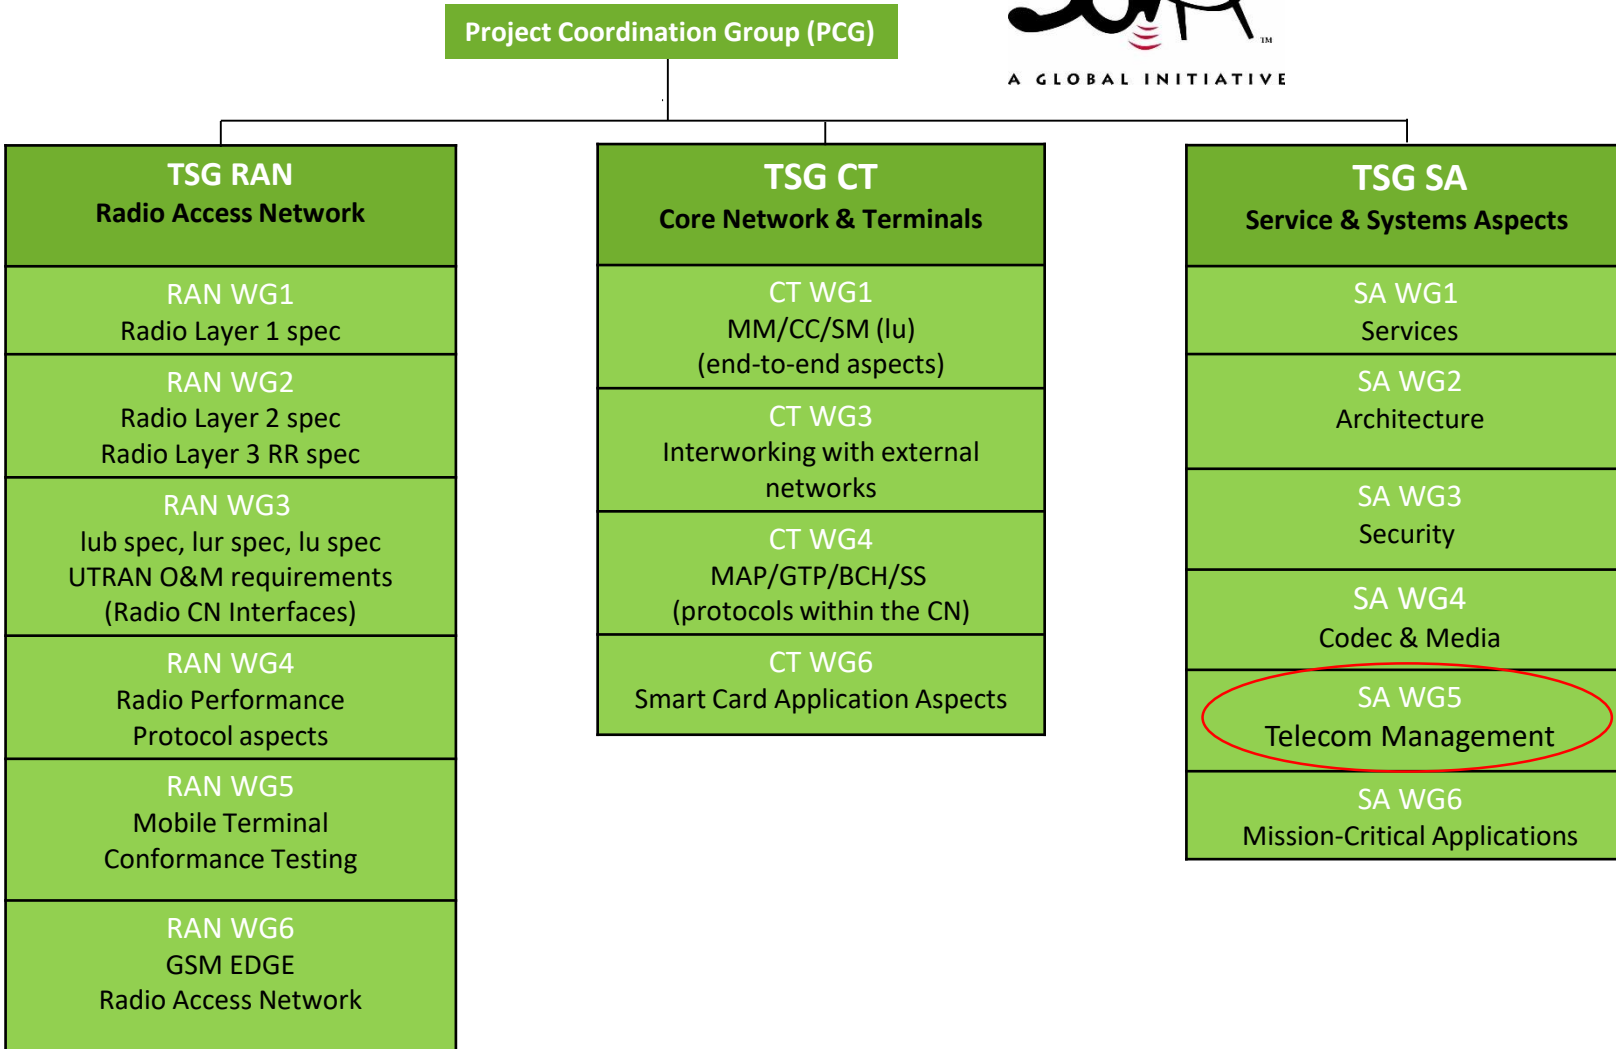 Project Coordination Group (PCG)
TM
A GLOBAL INITIATIVE
TSG RAN
Radio Access Network
RAN WG1
Radio Layer 1 spec
RAN WG2
Radio Layer 2 spec
Radio Layer 3 RR spec
RAN WG3
lub spec, lur spec, lu spec
UTRAN O&M requirements
(Radio CN Interfaces)
RAN WG4
Radio Performance
Protocol aspects
RAN WG5
Mobile Terminal
Conformance Testing
RAN WG6
GSM EDGE
Radio Access Network
TSG CT
Core Network & Terminals
CT WG1
MM/CC/SM (lu)
(end-to-end aspects)
CT WG3
Interworking with external
networks
CT WG4
MAP/GTP/BCH/SS
(protocols within the CN)
CT WG6
Smart Card Application Aspects
TSG SA
Service & Systems Aspects
SA WG1
Services
SA WG2
Architecture
SA WG3
Security
SA WG4
Codec & Media
SA WG5
Telecom Management
SA WG6
Mission-Critical Applications